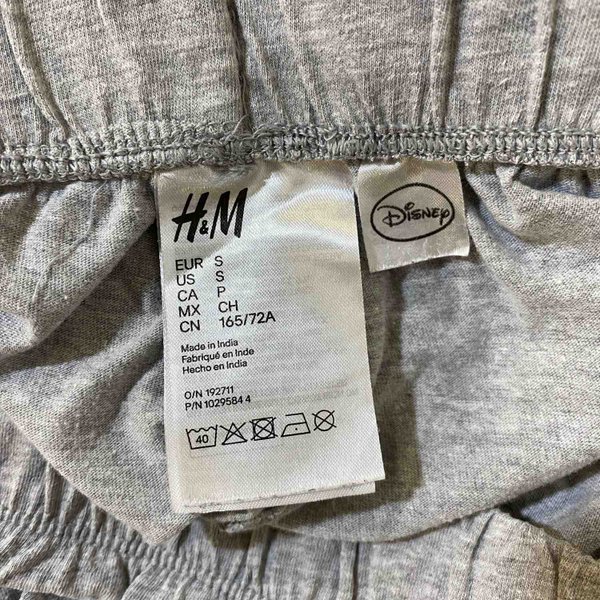 H&M
Disney
EUR S
US S
CA P
MX CH
CN 165/72A
Made in India
Fabriqué en Inde
Hecho en India
O/N 192711
P/N 1029584 4
40